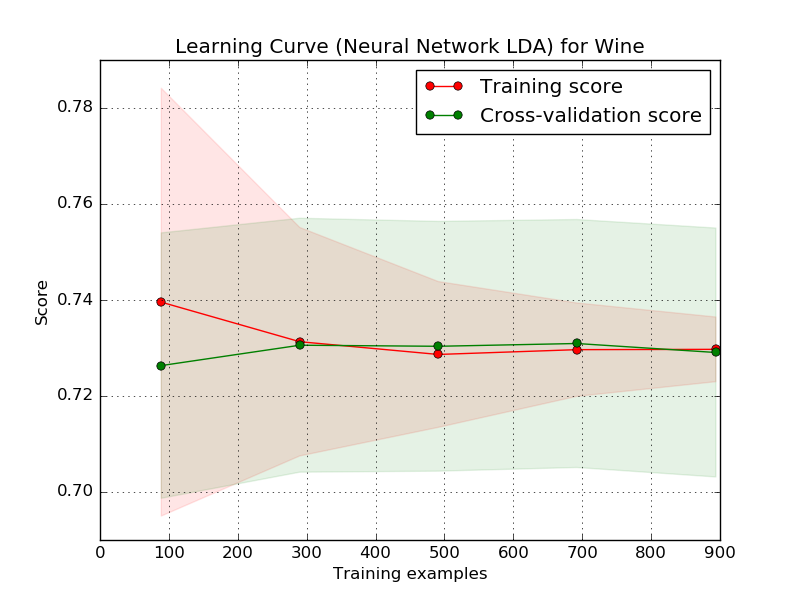 Learning Curve (Neural Network LDA) for Wine
Training score
Cross-validation score
0.78
0.76
0.74
0.72
0.70
Score
0 100 200 300 400 500 600 700 800 900
Training examples